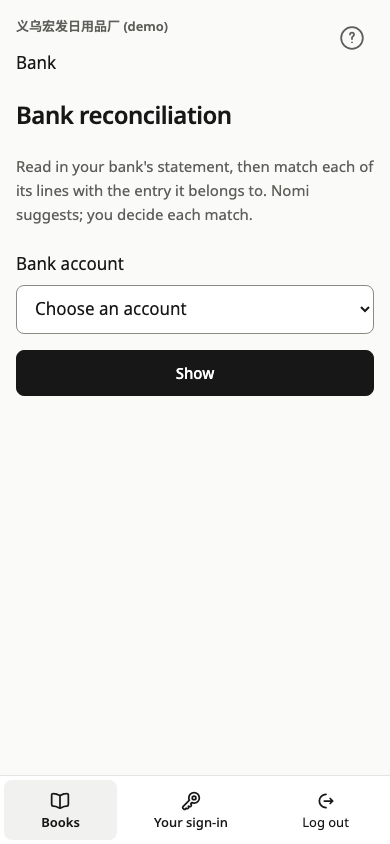 义乌宏发日用品厂 (demo)
Bank
Bank reconciliation
Read in your bank's statement, then match each of
its lines with the entry it belongs to. Nomi
suggests; you decide each match.
Bank account
Choose an account
Show
Books
Your sign-in
Log out